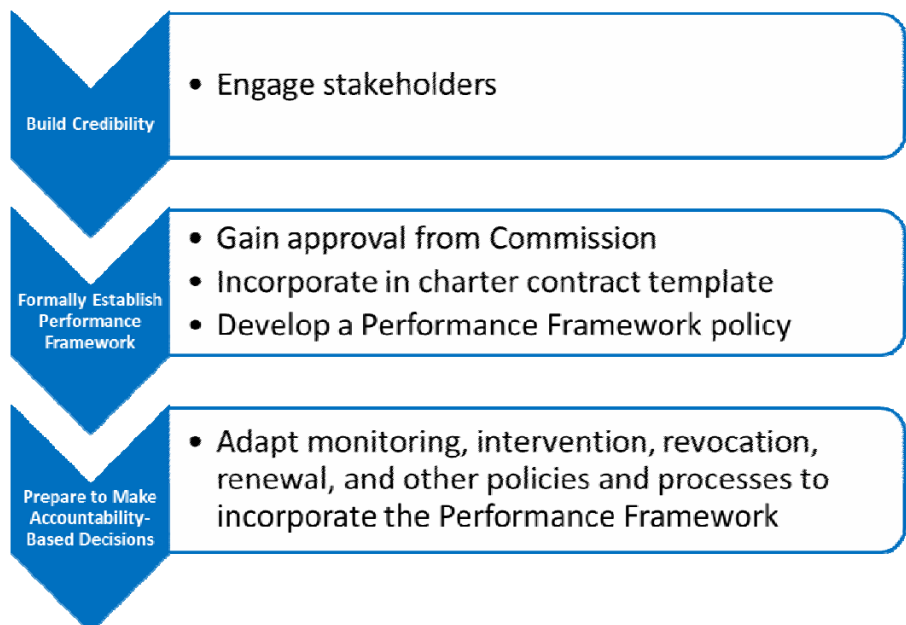 Build Credibility
• Engage stakeholders
Formally Establish
Performance
Framework
• Gain approval from Commission
• Incorporate in charter contract template
• Develop a Performance Framework policy
Prepare to Make
Accountability-
Based Decisions
• Adapt monitoring, intervention, revocation,
renewal, and other policies and processes to
incorporate the Performance Framework